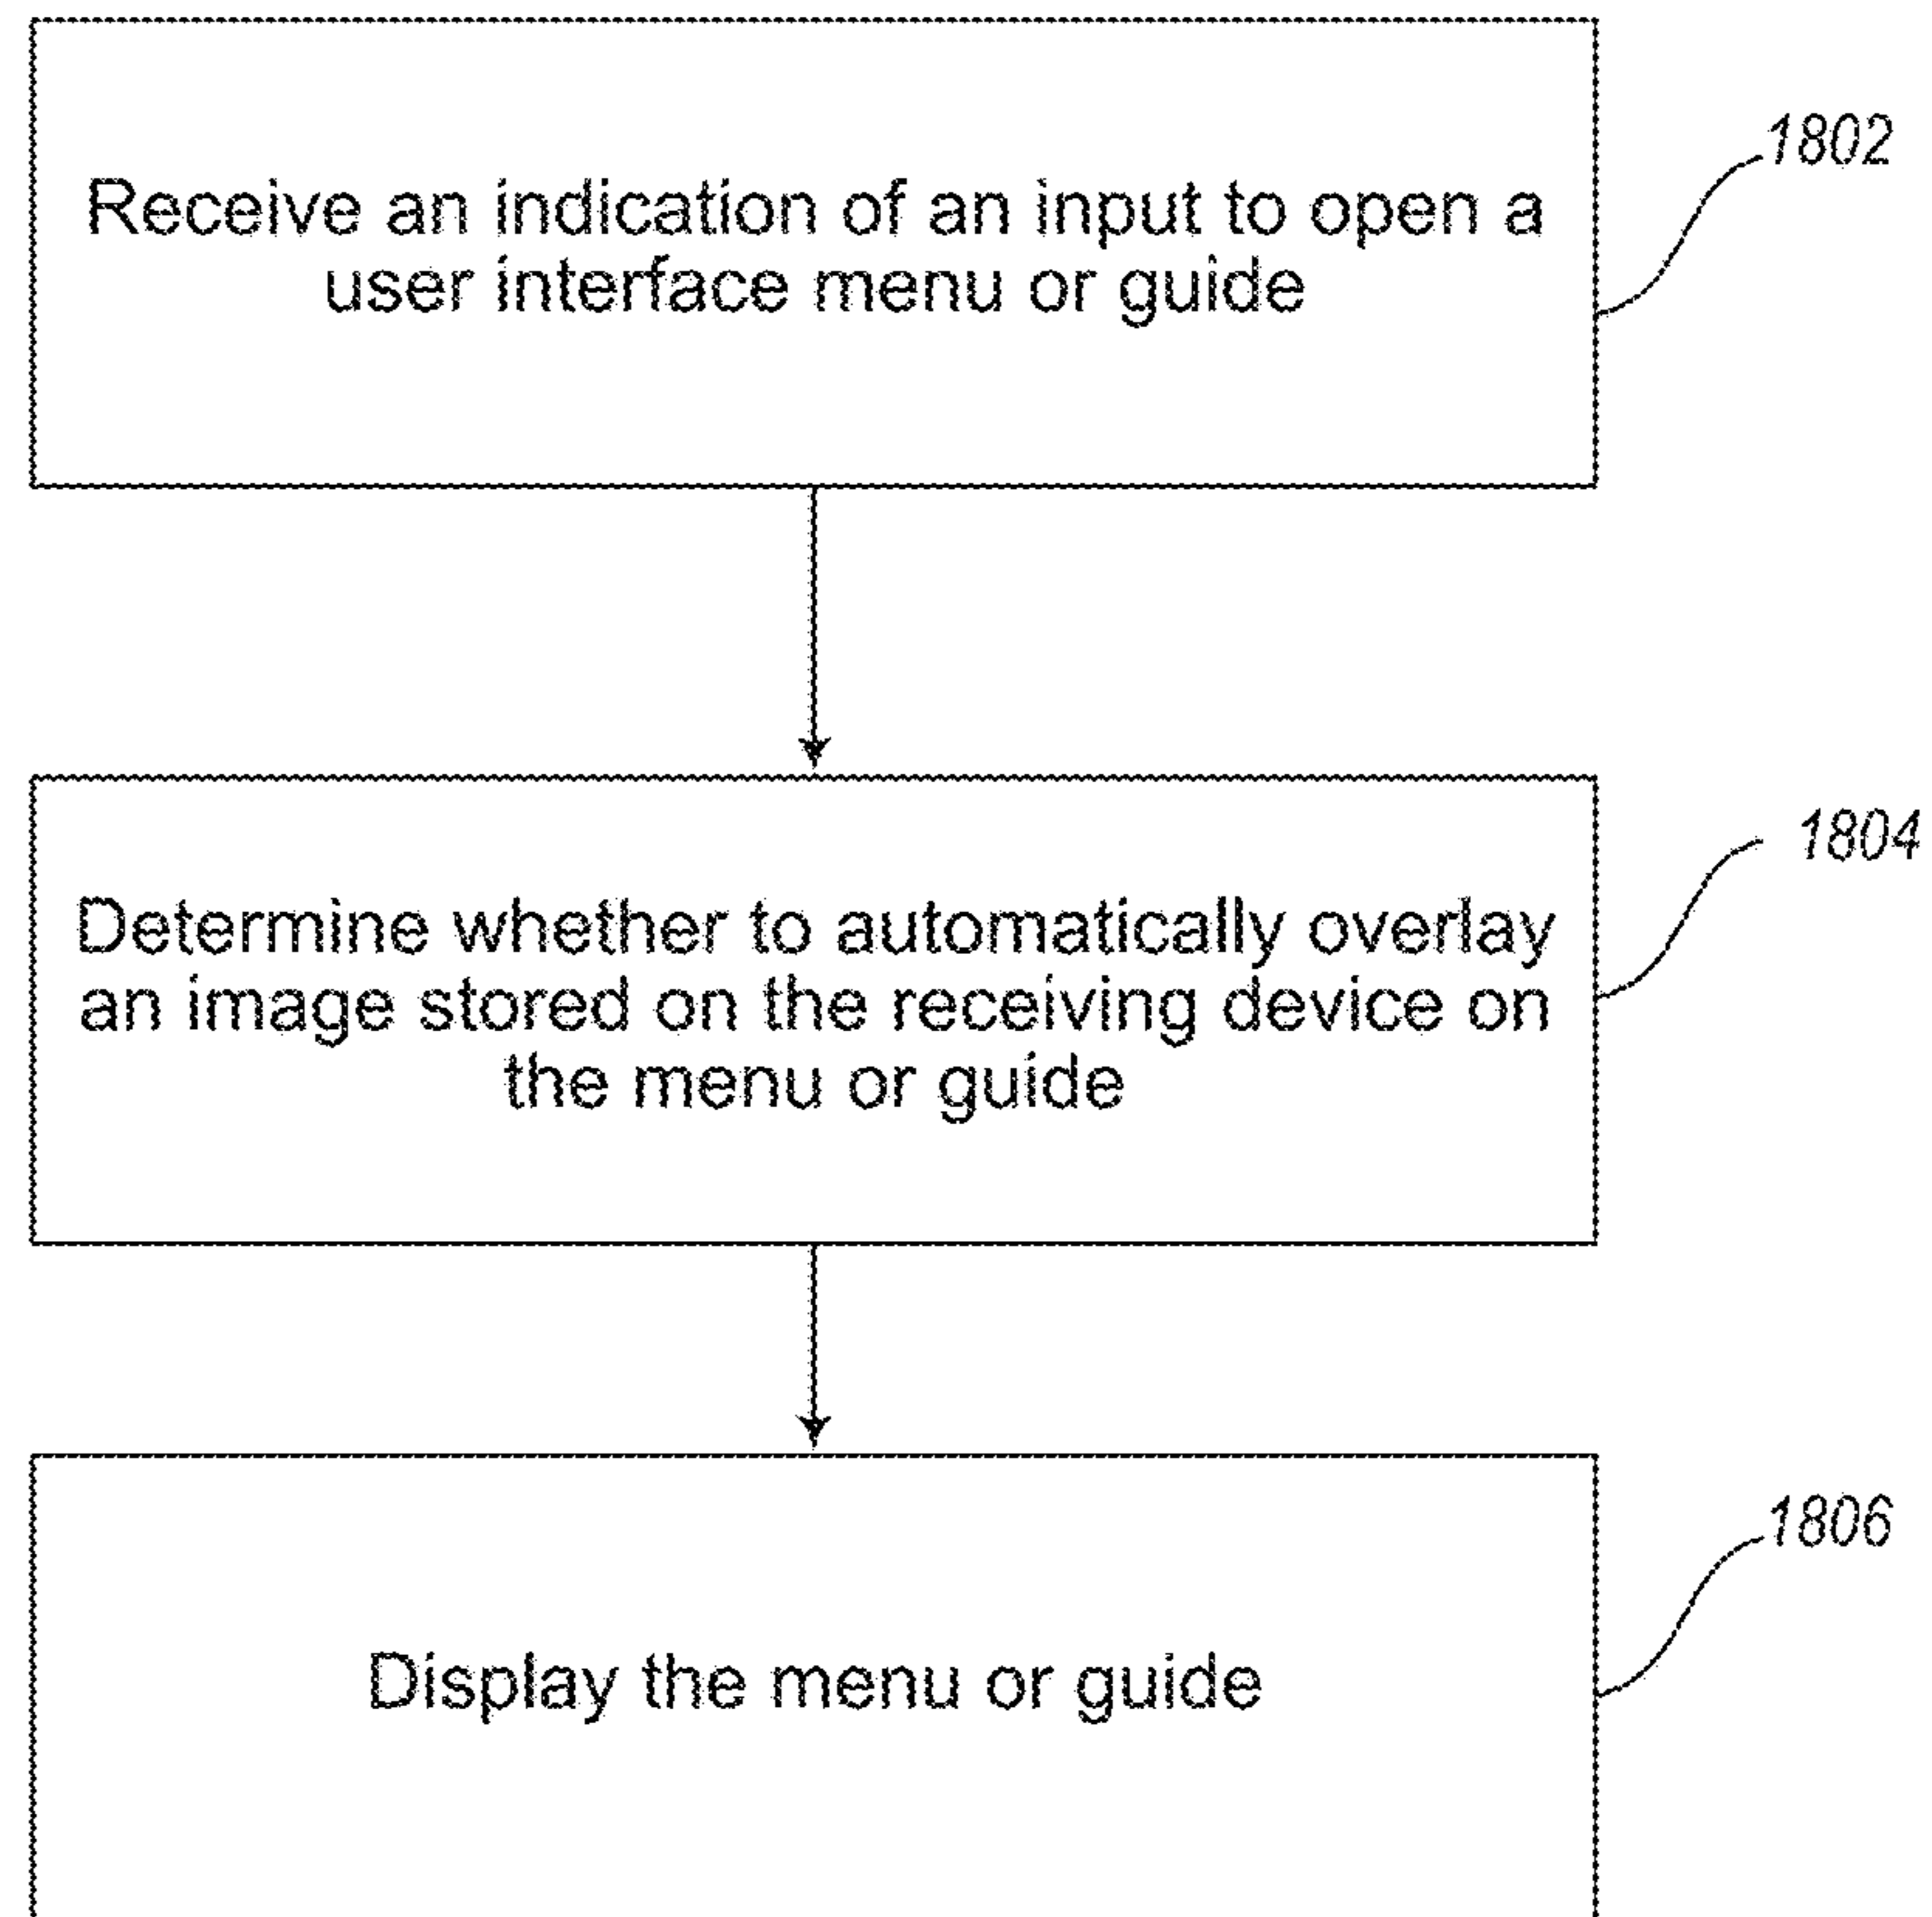 1802
Receive an indication of an input to open a
user interface menu or guide
1804
Determine whether to automatically overlay
an image stored on the receiving device on
the menu or guide
1806
Display the menu or guide